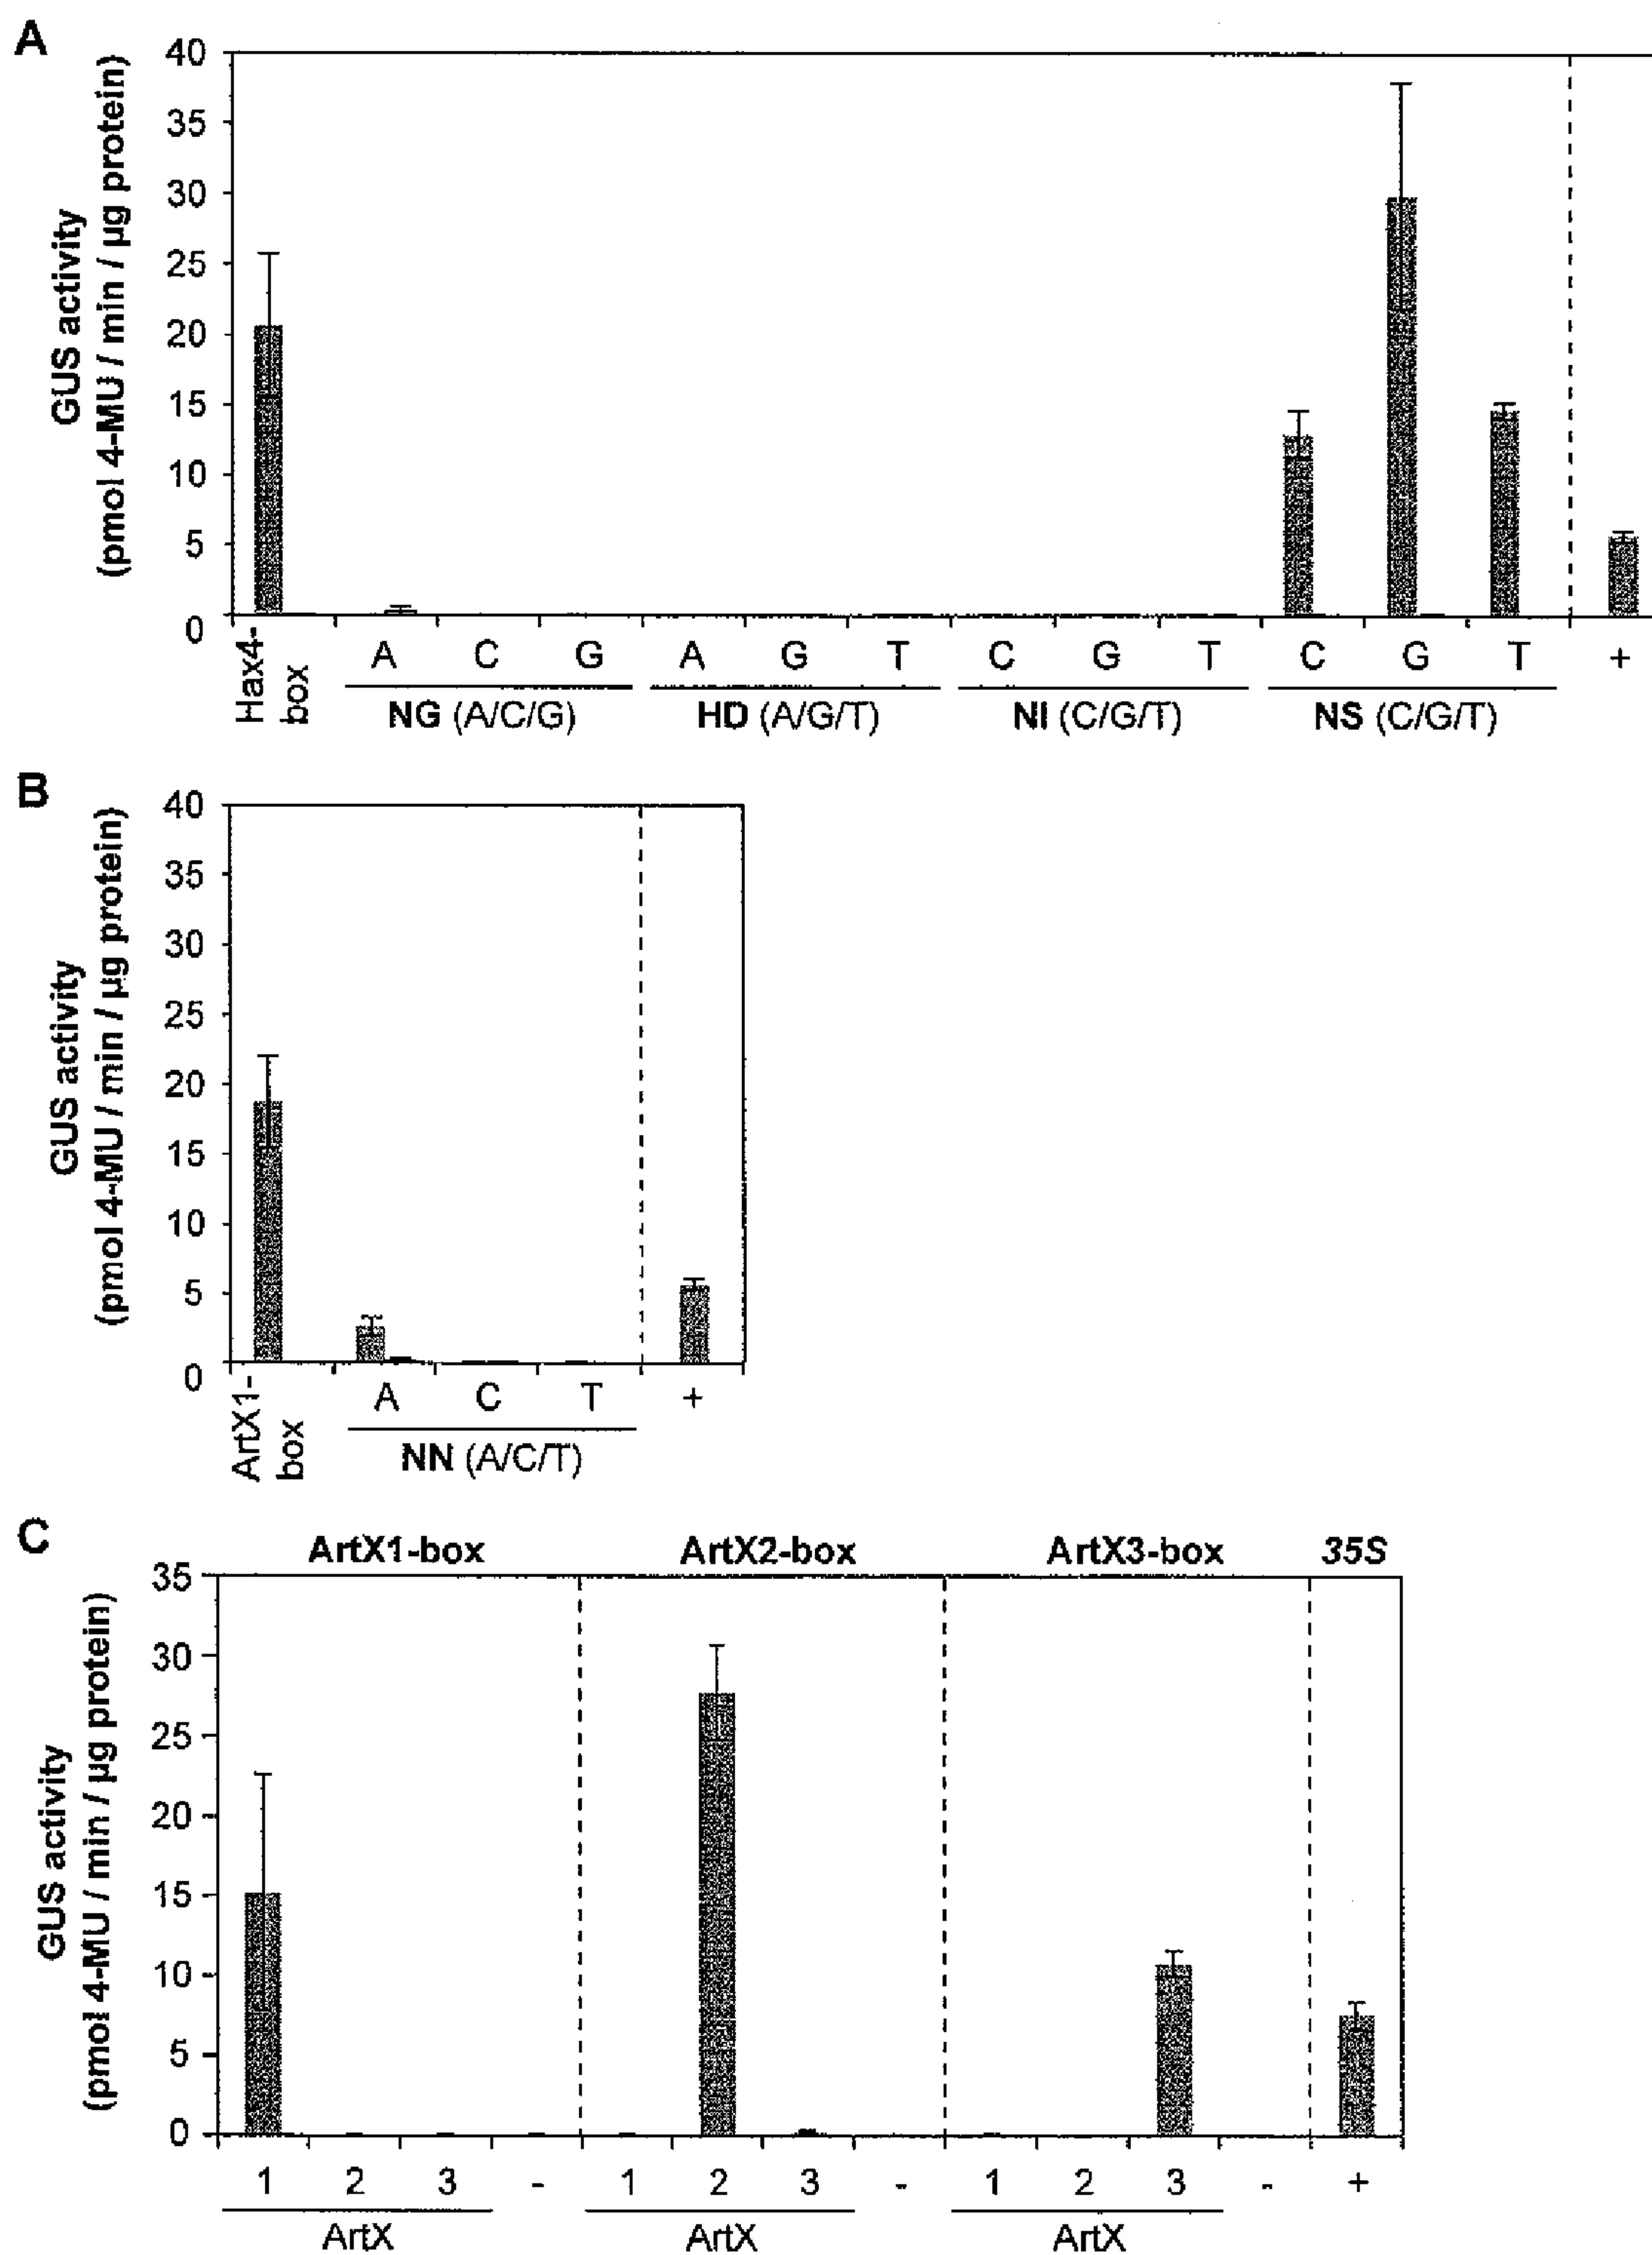 A
GUS activity
(pmol 4-MU / min / µg protein)
40
35
30
25
20
15
10
5
0
Hax4-
box
A C G A G T C G T C G T +
NG (A/C/G) HD (A/G/T) NI (C/G/T) NS (C/G/T)
B
GUS activity
(pmol 4-MU / min / µg protein)
40
35
30
25
20
15
10
5
0
ArtX1-
box
A C T +
NN (A/C/T)
C
ArtX1-box ArtX2-box ArtX3-box 35S
GUS activity
(pmol 4-MU / min / µg protein)
35
30
25
20
15
10
5
0
1 2 3 - 1 2 3 - 1 2 3 - +
ArtX ArtX ArtX